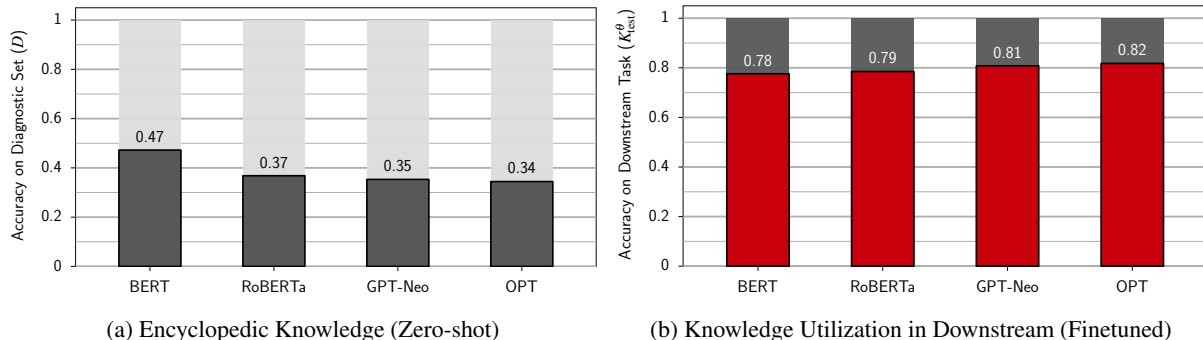 Accuracy on Diagnostic Set (D)
1
0.8
0.6
0.4
0.2
0
0.47
0.37
0.35
0.34
BERT
RoBERTa
GPT-Neo
OPT
(a) Encyclopedic Knowledge (Zero-shot)
Accuracy on Downstream Task (K^θ_test)
1
0.8
0.6
0.4
0.2
0
0.78
0.79
0.81
0.82
BERT
RoBERTa
GPT-Neo
OPT
(b) Knowledge Utilization in Downstream (Finetuned)